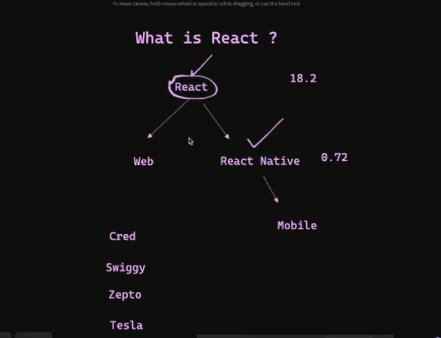 To move canvas, hold mouse wheel or spacebar while dragging, or use the hand tool
What is React ?
React
18.2
Web
React Native
0.72
Mobile
Cred
Swiggy
Zepto
Tesla